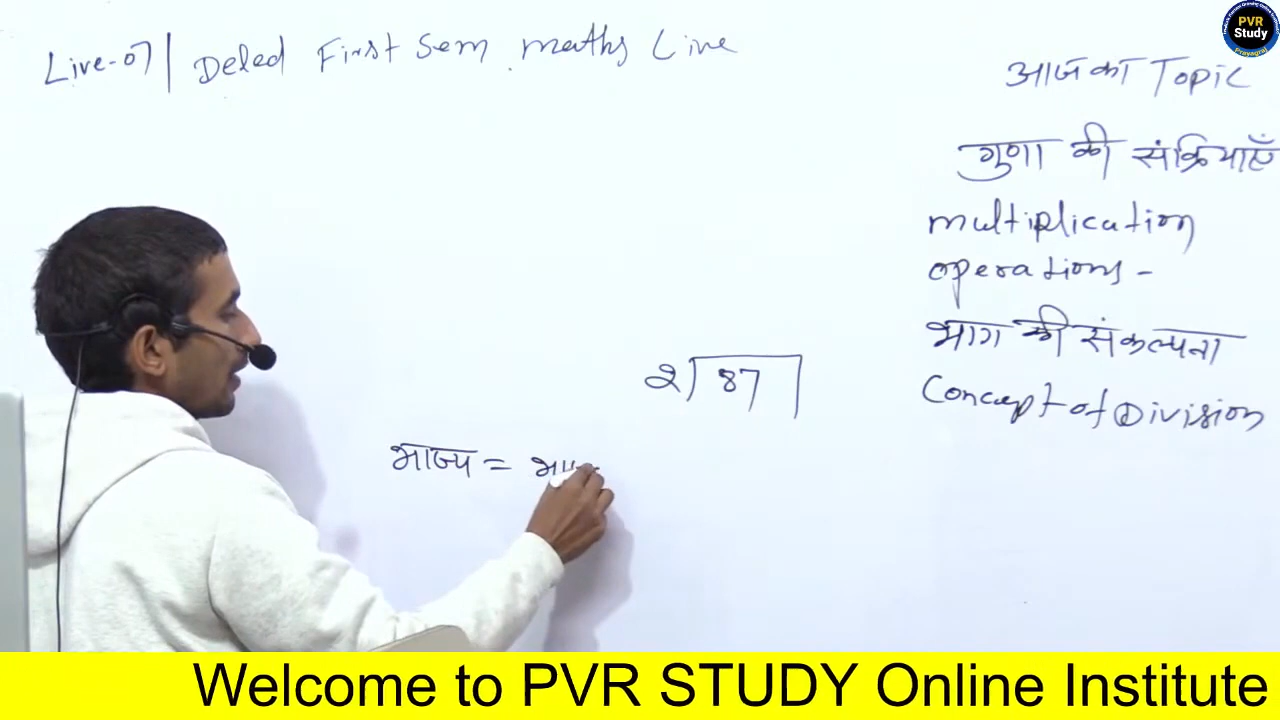 Live-07 | Deled First Sem maths Live
PVR
Study
Prayagraj
आज का Topic
गुणा की संक्रियाएँ
multiplication
operations -
भाग की संकल्पना
Concept of Division
2) 87
भाज्य =
Welcome to PVR STUDY Online Institute